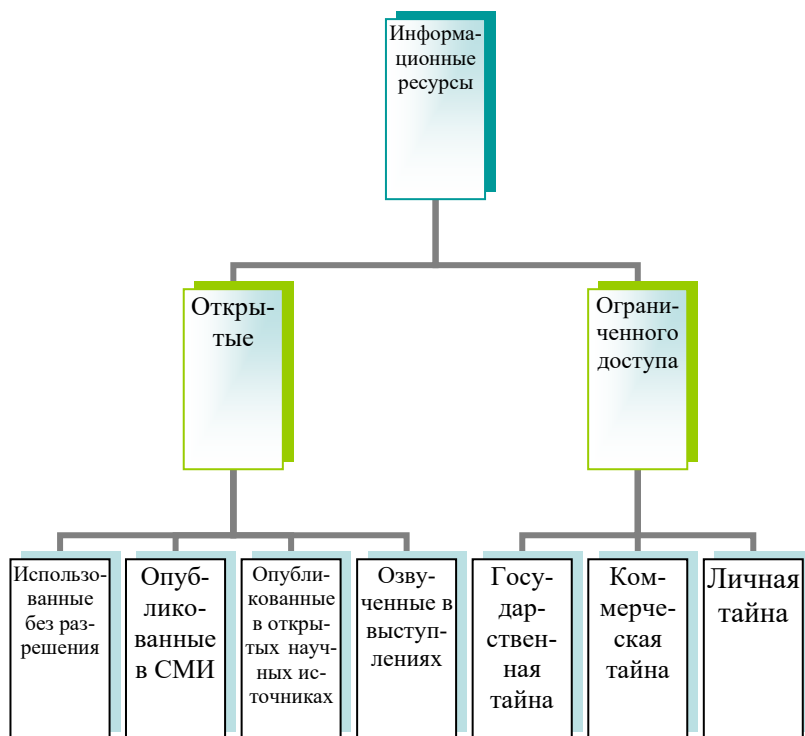 Информа-
ционные
ресурсы
Откры-
тые
Ограни-
ченного
доступа
Использо-
ванные
без раз-
решения
Опуб-
лико-
ванные
в СМИ
Опубли-
кованные
в откры-
тых науч-
ных ис-
точниках
Озву-
ченные в
выступ-
лениях
Госу-
дар-
ствен-
ная
тайна
Ком-
мерче-
ская
тайна
Личная
тайна